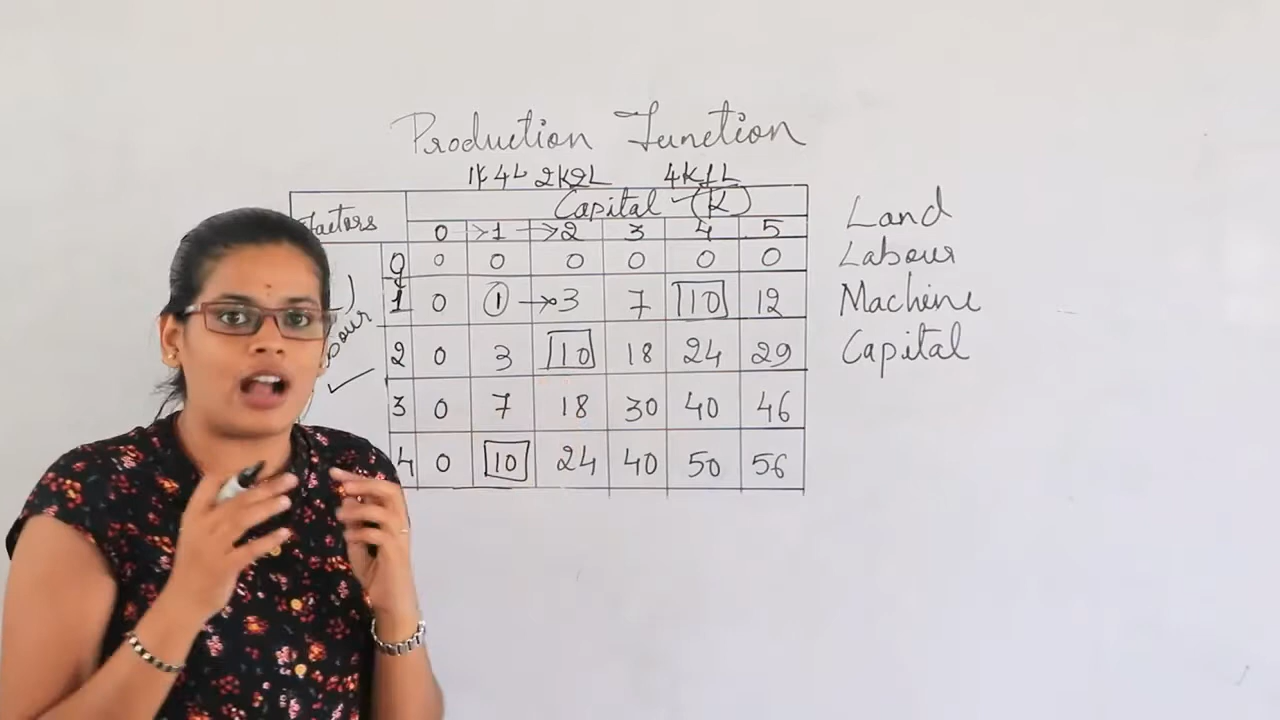 Production Function
1K4L 2K2L 4K1L
Factors Capital (K)
0 →1 →2 3 4 5
0 0 0 0 0 0 0
1 0 1 →3 7 10 12
2 0 3 10 18 24 29
3 0 7 18 30 40 46
4 0 10 24 40 50 56
Land
Labour
Machine
Capital